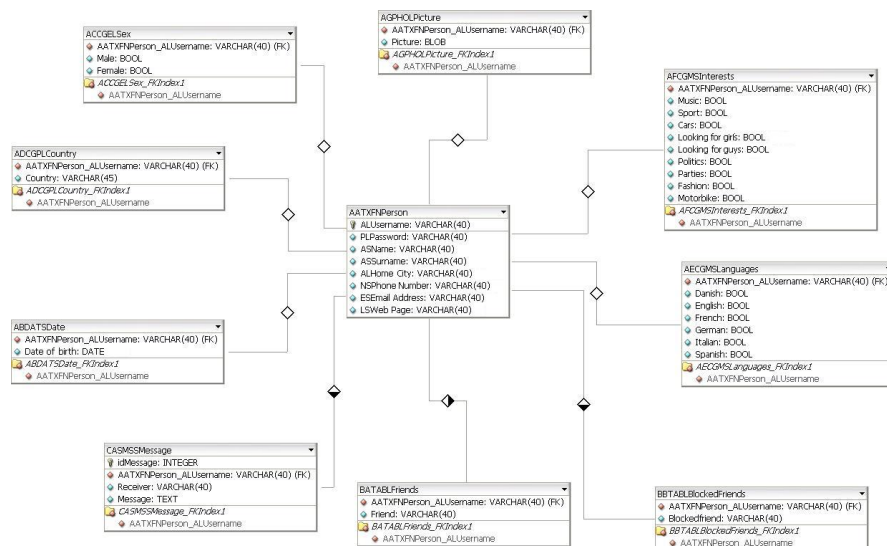 ACCGELSex
AATXFNPerson_ALUsername: VARCHAR(40) (FK)
Male: BOOL
Female: BOOL
ACCGELSex_FKIndex1
AATXFNPerson_ALUsername
AGPHOLPicture
AATXFNPerson_ALUsername: VARCHAR(40) (FK)
Picture: BLOB
AGPHOLPicture_FKIndex1
AATXFNPerson_ALUsername
AFCGMSInterests
AATXFNPerson_ALUsername: VARCHAR(40) (FK)
Music: BOOL
Sport: BOOL
Cars: BOOL
Looking for girls: BOOL
Looking for guys: BOOL
Politics: BOOL
Parties: BOOL
Fashion: BOOL
Motorbike: BOOL
AFCGMSInterests_FKIndex1
AATXFNPerson_ALUsername
ADCGPLCountry
AATXFNPerson_ALUsername: VARCHAR(40) (FK)
Country: VARCHAR(45)
ADCGPLCountry_FKIndex1
AATXFNPerson_ALUsername
AATXFNPerson
ALUsername: VARCHAR(40)
PLPassword: VARCHAR(40)
ASName: VARCHAR(40)
ASSurname: VARCHAR(40)
ALHome City: VARCHAR(40)
NSPhone Number: VARCHAR(40)
ESEmail Address: VARCHAR(40)
LSWeb Page: VARCHAR(40)
AECGMSLanguages
AATXFNPerson_ALUsername: VARCHAR(40) (FK)
Danish: BOOL
English: BOOL
French: BOOL
German: BOOL
Italian: BOOL
Spanish: BOOL
AECGMSLanguages_FKIndex1
AATXFNPerson_ALUsername
ABDATSDate
AATXFNPerson_ALUsername: VARCHAR(40) (FK)
Date of birth: DATE
ABDATSDate_FKIndex1
AATXFNPerson_ALUsername
CASMSSMessage
idMessage: INTEGER
AATXFNPerson_ALUsername: VARCHAR(40) (FK)
Receiver: VARCHAR(40)
Message: TEXT
CASMSSMessage_FKIndex1
AATXFNPerson_ALUsername
BATABLFriends
AATXFNPerson_ALUsername: VARCHAR(40) (FK)
Friend: VARCHAR(40)
BATABLFriends_FKIndex1
AATXFNPerson_ALUsername
BBTABLBlockedFriends
AATXFNPerson_ALUsername: VARCHAR(40) (FK)
Blockedfriend: VARCHAR(40)
BBTABLBlockedFriends_FKIndex1
AATXFNPerson_ALUsername